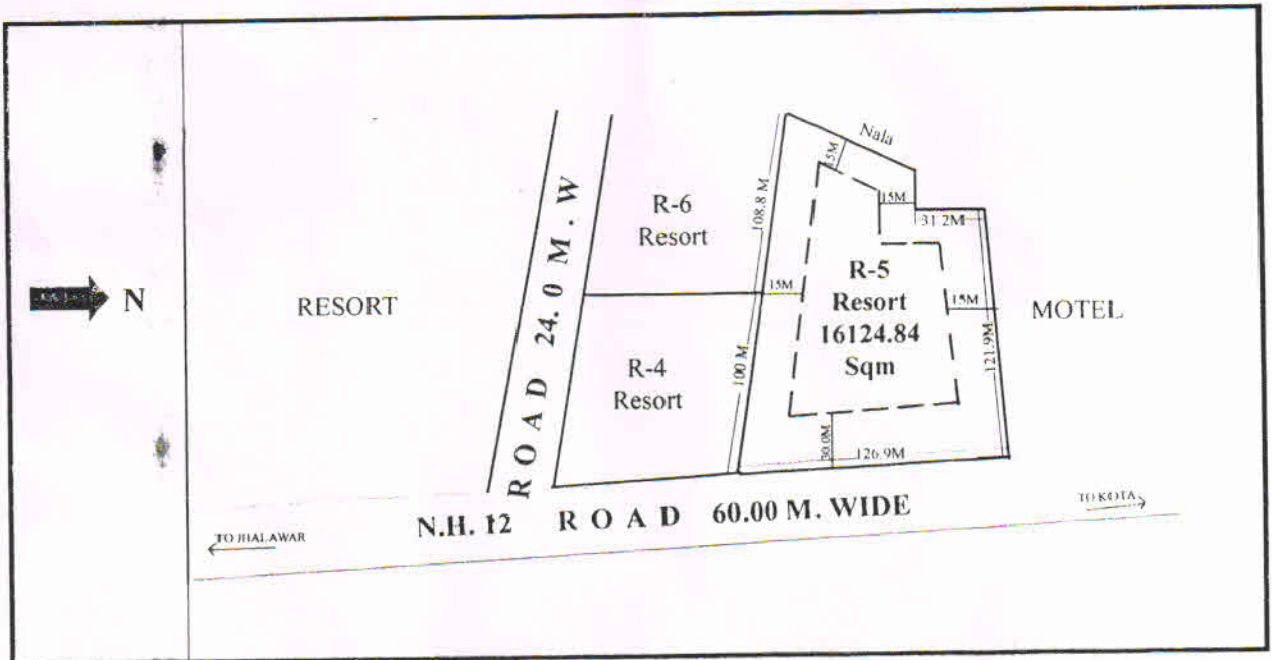 N
RESORT
ROAD 24.0 M.W
R-6
Resort
R-4
Resort
108.8 M
100 M
Nala
15M
15M
31.2M
15M
R-5
Resort
16124.84
Sqm
15M
121.9M
MOTEL
30.0M
126.9M
N.H. 12 ROAD 60.00 M. WIDE
TO JHALAWAR
TO KOTA